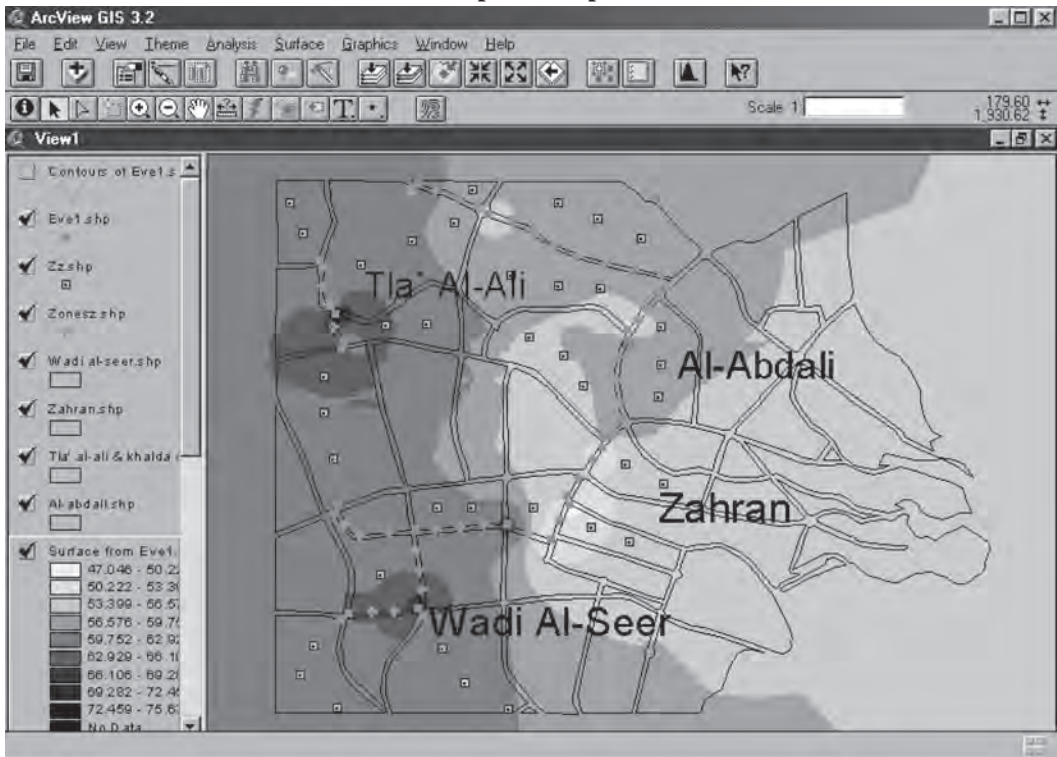 ArcView GIS 3.2
File Edit View Theme Analysis Surface Graphics Window Help
Scale 1:
179.60
1,930.62
View1
Contours of Eve1.s
Eve1.shp
Zz.shp
Zonesz.shp
Wadi al-seer.shp
Zahran.shp
Tla' al-ali & khalda
Al-abdali.shp
Surface from Eve1.
47.046 - 50.22
50.222 - 53.39
53.399 - 56.57
56.576 - 59.75
59.752 - 62.92
62.929 - 66.10
66.106 - 69.28
69.282 - 72.45
72.459 - 75.63
No Data
Tla' Al-Ali
Al-Abdali
Zahran
Wadi Al-Seer